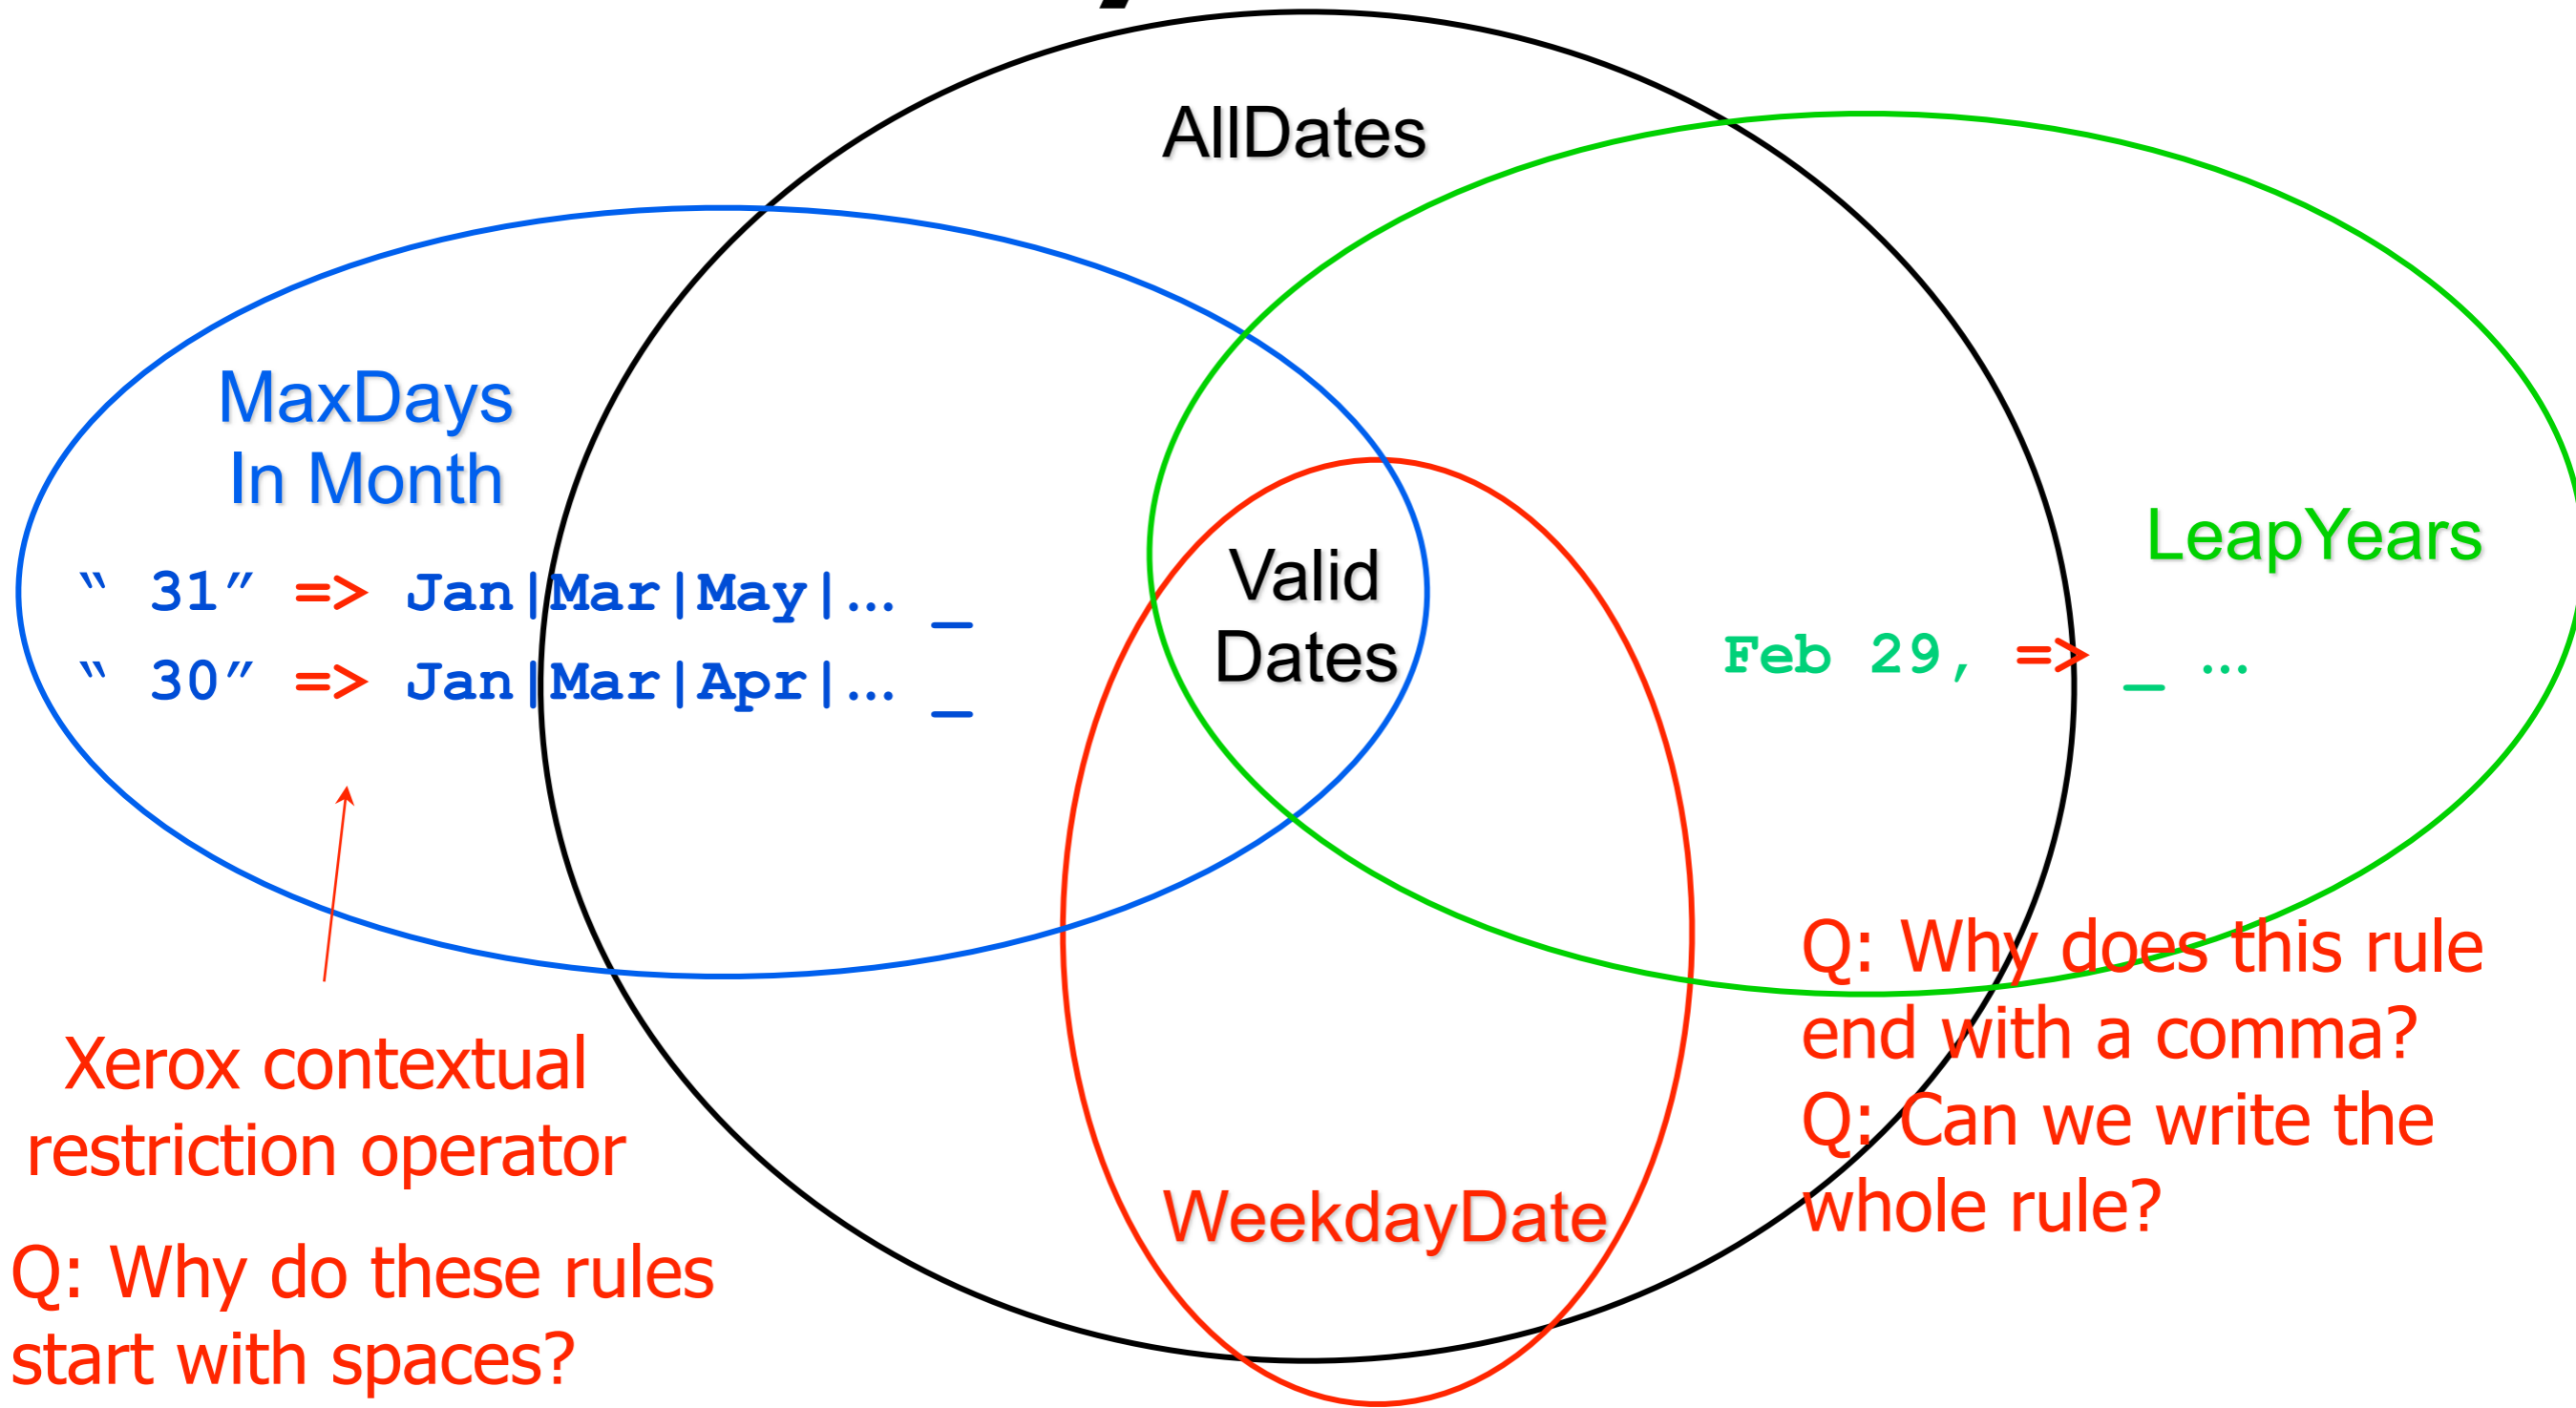 AllDates
MaxDays
In Month
“ 31” => Jan|Mar|May|… _
“ 30” => Jan|Mar|Apr|… _
Valid
Dates
LeapYears
Feb 29, => _ …
Xerox contextual
restriction operator
Q: Why do these rules
start with spaces?
WeekdayDate
Q: Why does this rule
end with a comma?
Q: Can we write the
whole rule?